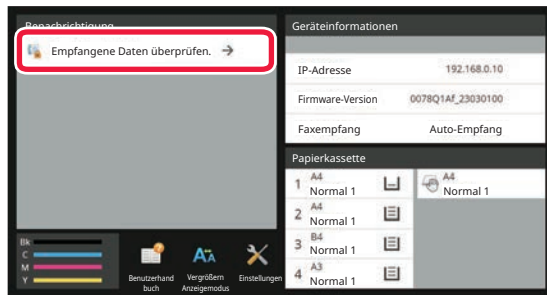 Benachrichtigung
Empfangene Daten überprüfen. →
Bk
C
M
Y
Benutzerhand
buch
Vergrößern
Anzeigemodus
Einstellungen
Geräteinformationen
IP-Adresse 192.168.0.10
Firmware-Version 0078Q1Af_23030100
Faxempfang Auto-Empfang
Papierkassette
1 A4
Normal 1
A4
Normal 1
2 A4
Normal 1
3 B4
Normal 1
4 A3
Normal 1